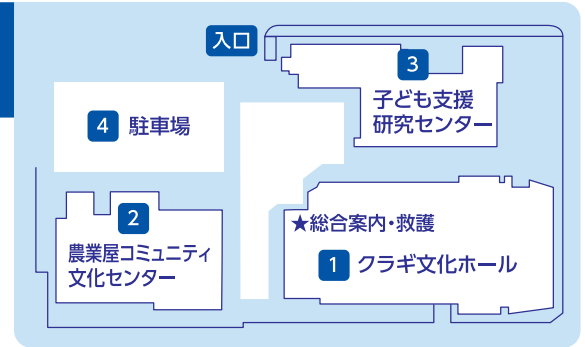 入口
3
子ども支援
研究センター
4 駐車場
2
農業屋コミュニティ
文化センター
★総合案内・救護
1 クラギ文化ホール